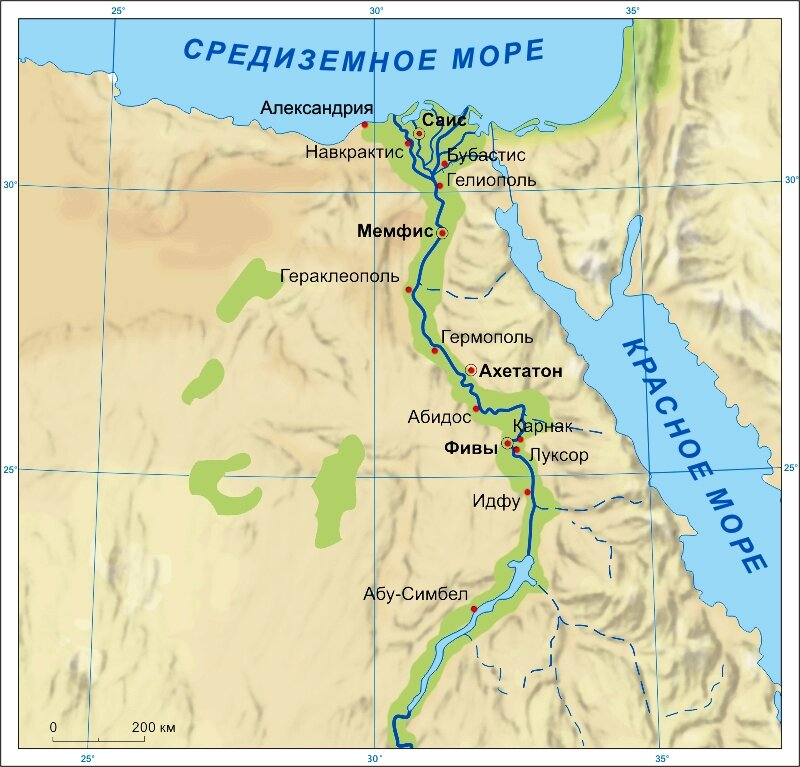 25°
30°
35°
СРЕДИЗЕМНОЕ МОРЕ
Александрия
Саис
Навкрактис
Бубастис
30°
Гелиополь
30°
Мемфис
Гераклеополь
Гермополь
КРАСНОЕ МОРЕ
Ахетатон
Абидос
Карнак
Фивы
Луксор
25°
25°
Идфу
Абу-Симбел
0 200 км
25°
30°
35°